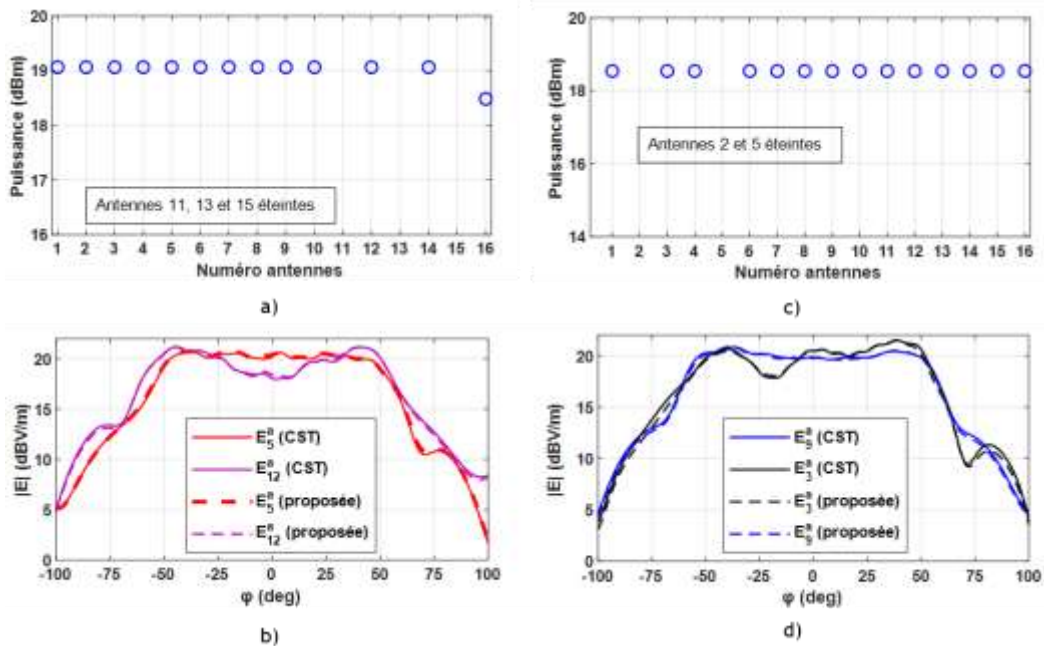 20
19
18
17
16
Puissance (dBm)
Antennes 11, 13 et 15 éteintes
1 2 3 4 5 6 7 8 9 10 11 12 13 14 15 16
Numéro antennes
a)
20
18
16
14
Puissance (dBm)
Antennes 2 et 5 éteintes
1 2 3 4 5 6 7 8 9 10 11 12 13 14 15 16
Numéro antennes
c)
20
15
10
5
0
|E| (dBV/m)
E₅ᵃ (CST)
E₁₂ᵃ (CST)
E₅ᵃ (proposée)
E₁₂ᵃ (proposée)
-100 -75 -50 -25 0 25 50 75 100
φ (deg)
b)
20
15
10
5
0
|E| (dBV/m)
E₉ᵃ (CST)
E₃ᵃ (CST)
E₃ᵃ (proposée)
E₉ᵃ (proposée)
-100 -75 -50 -25 0 25 50 75 100
φ (deg)
d)